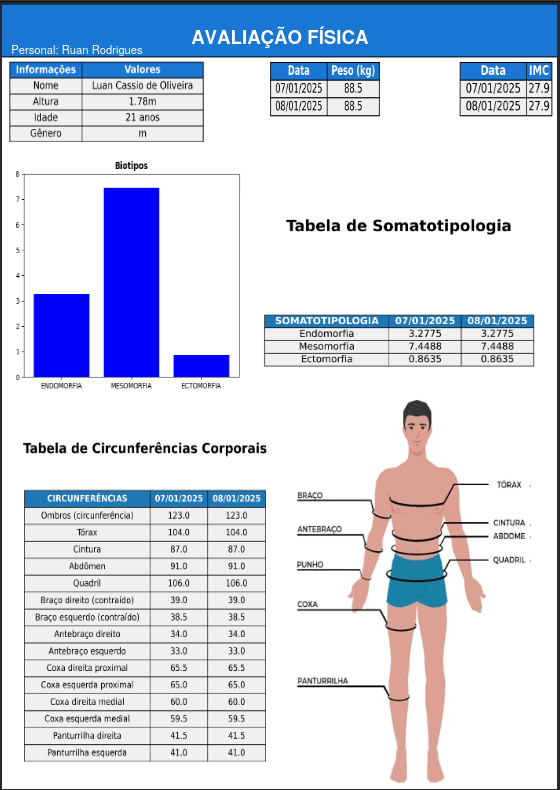 AVALIAÇÃO FÍSICA
Personal: Ruan Rodrigues
Informações Valores
Nome Luan Cassio de Oliveira
Altura 1.78m
Idade 21 anos
Gênero m
Data Peso (kg)
07/01/2025 88.5
08/01/2025 88.5
Data IMC
07/01/2025 27.9
08/01/2025 27.9
Biotipos
8
7
6
5
4
3
2
1
0
ENDOMORFIA MESOMORFIA ECTOMORFIA
Tabela de Somatotipologia
SOMATOTIPOLOGIA 07/01/2025 08/01/2025
Endomorfia 3.2775 3.2775
Mesomorfia 7.4488 7.4488
Ectomorfia 0.8635 0.8635
Tabela de Circunferências Corporais
CIRCUNFERÊNCIAS 07/01/2025 08/01/2025
Ombros (circunferência) 123.0 123.0
Tórax 104.0 104.0
Cintura 87.0 87.0
Abdômen 91.0 91.0
Quadril 106.0 106.0
Braço direito (contraído) 39.0 39.0
Braço esquerdo (contraído) 38.5 38.5
Antebraço direito 34.0 34.0
Antebraço esquerdo 33.0 33.0
Coxa direita proximal 65.5 65.5
Coxa esquerda proximal 65.0 65.0
Coxa direita medial 60.0 60.0
Coxa esquerda medial 59.5 59.5
Panturrilha direita 41.5 41.5
Panturrilha esquerda 41.0 41.0
TÓRAX
BRAÇO
CINTURA
ANTEBRAÇO
ABDOME
QUADRIL
PUNHO
COXA
PANTURRILHA